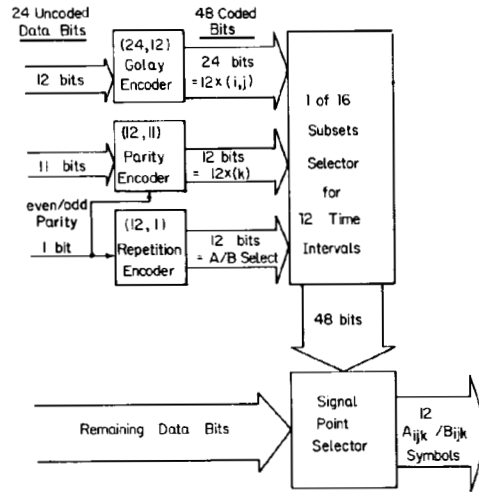 24 Uncoded
Data Bits
48 Coded
Bits
12 bits
(24,12)
Golay
Encoder
24 bits
=12×(i,j)
11 bits
(12,11)
Parity
Encoder
12 bits
= 12×(k)
even/odd
Parity
1 bit
(12,1)
Repetition
Encoder
12 bits
= A/B Select
1 of 16
Subsets
Selector
for
12 Time
Intervals
48 bits
Remaining Data Bits
Signal
Point
Selector
12
Aijk /Bijk
Symbols